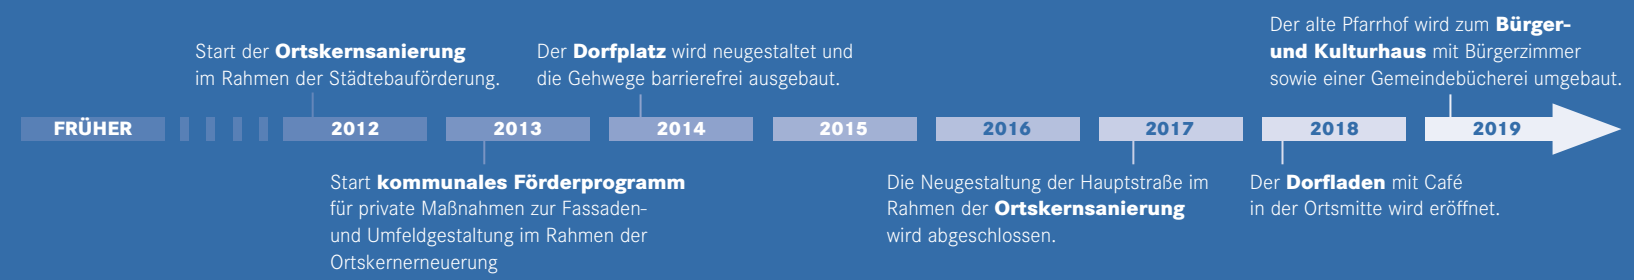 Start der Ortskernsanierung
im Rahmen der Städtebauförderung.
Der Dorfplatz wird neugestaltet und
die Gehwege barrierefrei ausgebaut.
Der alte Pfarrhof wird zum Bürger-
und Kulturhaus mit Bürgerzimmer
sowie einer Gemeindebücherei umgebaut.
FRÜHER 2012 2013 2014 2015 2016 2017 2018 2019
Start kommunales Förderprogramm
für private Maßnahmen zur Fassaden-
und Umfeldgestaltung im Rahmen der
Ortskernerneuerung
Die Neugestaltung der Hauptstraße im
Rahmen der Ortskernsanierung
wird abgeschlossen.
Der Dorfladen mit Café
in der Ortsmitte wird eröffnet.